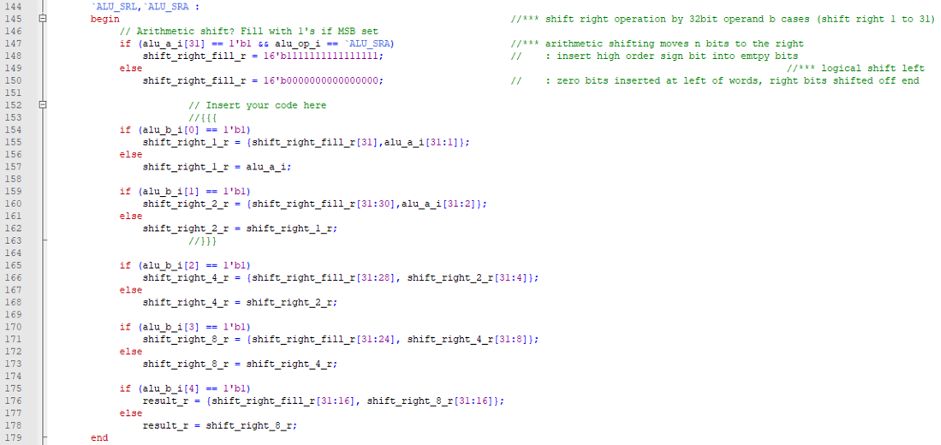 144 `ALU_SRL,`ALU_SRA :
145 begin //*** shift right operation by 32bit operand b cases (shift right 1 to 31)
146 // Arithmetic shift? Fill with 1's if MSB set
147 if (alu_a_i[31] == 1'b1 && alu_op_i == `ALU_SRA) //*** arithmetic shifting moves n bits to the right
148 shift_right_fill_r = 16'b1111111111111111; // : insert high order sign bit into emtpy bits
149 else //*** logical shift left
150 shift_right_fill_r = 16'b0000000000000000; // : zero bits inserted at left of words, right bits shifted off end
151
152 // Insert your code here
153 //{{{
154 if (alu_b_i[0] == 1'b1)
155 shift_right_1_r = {shift_right_fill_r[31],alu_a_i[31:1]};
156 else
157 shift_right_1_r = alu_a_i;
158
159 if (alu_b_i[1] == 1'b1)
160 shift_right_2_r = {shift_right_fill_r[31:30],alu_a_i[31:2]};
161 else
162 shift_right_2_r = shift_right_1_r;
163 //}}}
164
165 if (alu_b_i[2] == 1'b1)
166 shift_right_4_r = {shift_right_fill_r[31:28], shift_right_2_r[31:4]};
167 else
168 shift_right_4_r = shift_right_2_r;
169
170 if (alu_b_i[3] == 1'b1)
171 shift_right_8_r = {shift_right_fill_r[31:24], shift_right_4_r[31:8]};
172 else
173 shift_right_8_r = shift_right_4_r;
174
175 if (alu_b_i[4] == 1'b1)
176 result_r = {shift_right_fill_r[31:16], shift_right_8_r[31:16]};
177 else
178 result_r = shift_right_8_r;
179 end